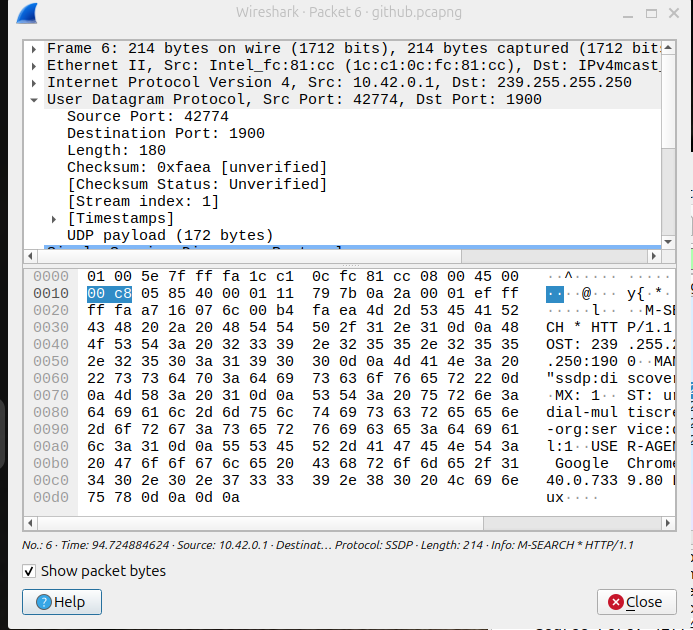 Wireshark · Packet 6 · github.pcapng
Frame 6: 214 bytes on wire (1712 bits), 214 bytes captured (1712 bit
Ethernet II, Src: Intel_fc:81:cc (1c:c1:0c:fc:81:cc), Dst: IPv4mcast_
Internet Protocol Version 4, Src: 10.42.0.1, Dst: 239.255.255.250
User Datagram Protocol, Src Port: 42774, Dst Port: 1900
Source Port: 42774
Destination Port: 1900
Length: 180
Checksum: 0xfaea [unverified]
[Checksum Status: Unverified]
[Stream index: 1]
[Timestamps]
UDP payload (172 bytes)
0000 01 00 5e 7f ff fa 1c c1 0c fc 81 cc 08 00 45 00 ··^····· ·····
0010 00 c8 05 85 40 00 01 11 79 7b 0a 2a 00 01 ef ff ····@··· y{·*·
0020 ff fa a7 16 07 6c 00 b4 fa ea 4d 2d 53 45 41 52 ·····l·· ··M-S
0030 43 48 20 2a 20 48 54 54 50 2f 31 2e 31 0d 0a 48 CH * HTT P/1.1
0040 4f 53 54 3a 20 32 33 39 2e 32 35 35 2e 32 35 35 OST: 239 .255.2
0050 2e 32 35 30 3a 31 39 30 30 0d 0a 4d 41 4e 3a 20 .250:190 0··MAN
0060 22 73 73 64 70 3a 64 69 73 63 6f 76 65 72 22 0d "ssdp:di scover
0070 0a 4d 58 3a 20 31 0d 0a 53 54 3a 20 75 72 6e 3a ·MX: 1·· ST: ur
0080 64 69 61 6c 2d 6d 75 6c 74 69 73 63 72 65 65 6e dial-mul tiscre
0090 2d 6f 72 67 3a 73 65 72 76 69 63 65 3a 64 69 61 -org:ser vice:d
00a0 6c 3a 31 0d 0a 55 53 45 52 2d 41 47 45 4e 54 3a l:1··USE R-AGEN
00b0 20 47 6f 6f 67 6c 65 20 43 68 72 6f 6d 65 2f 31 Google Chrome
00c0 34 30 2e 30 2e 37 33 33 39 2e 38 30 20 4c 69 6e 40.0.733 9.80 L
00d0 75 78 0d 0a 0d 0a ux····
No.: 6 · Time: 94.724884624 · Source: 10.42.0.1 · Destinat… Protocol: SSDP · Length: 214 · Info: M-SEARCH * HTTP/1.1
Show packet bytes
Help
Close